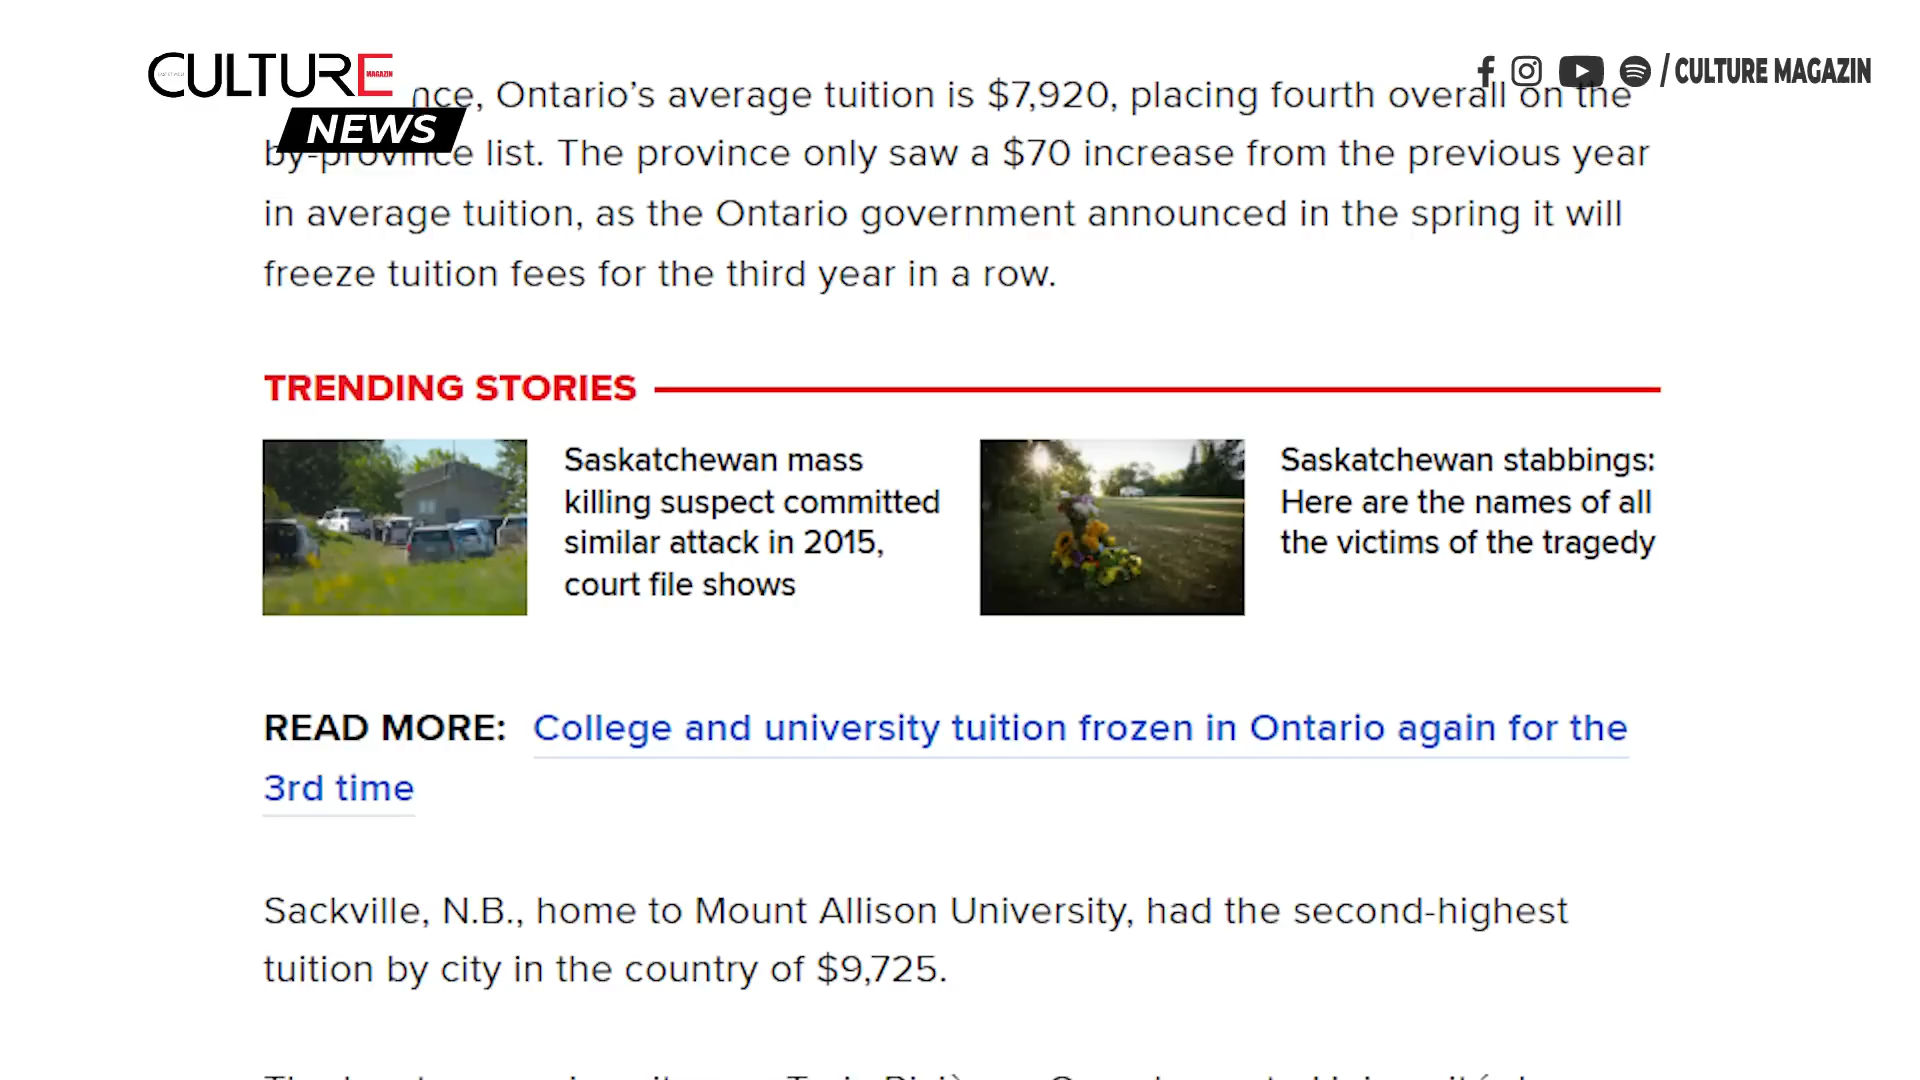 CULTURE
MAGAZIN
NEWS
/ CULTURE MAGAZIN
Ontario’s average tuition is $7,920, placing fourth overall on the
by-province list. The province only saw a $70 increase from the previous year
in average tuition, as the Ontario government announced in the spring it will
freeze tuition fees for the third year in a row.
TRENDING STORIES
Saskatchewan mass
killing suspect committed
similar attack in 2015,
court file shows
Saskatchewan stabbings:
Here are the names of all
the victims of the tragedy
READ MORE: College and university tuition frozen in Ontario again for the
3rd time
Sackville, N.B., home to Mount Allison University, had the second-highest
tuition by city in the country of $9,725.